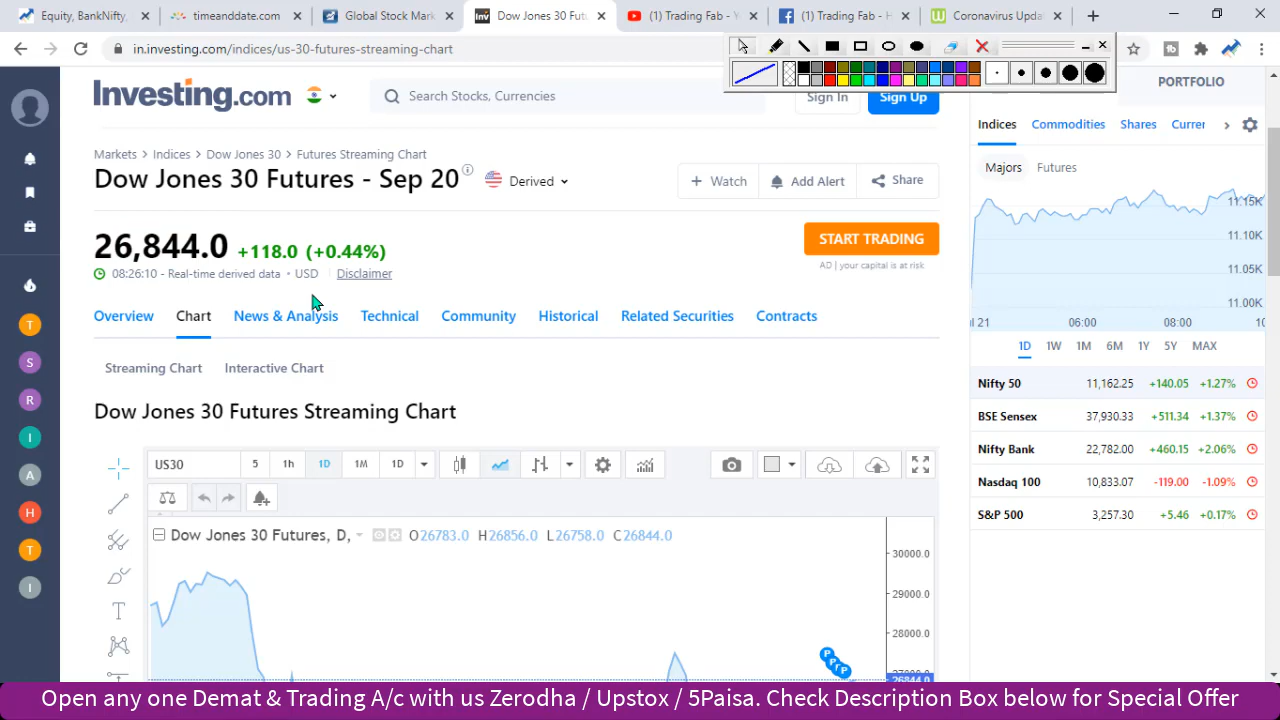 Equity, BankNifty,
timeanddate.com
Global Stock Mark
Inv
Dow Jones 30 Fut
(1) Trading Fab - Y
(1) Trading Fab - H
W
Coronavirus Upda
in.investing.com/indices/us-30-futures-streaming-chart
Investing.com
Search Stocks, Currencies
Sign In
Sign Up
PORTFOLIO
Indices
Commodities
Shares
Currer
Majors
Futures
Markets > Indices > Dow Jones 30 > Futures Streaming Chart
Dow Jones 30 Futures - Sep 20
Derived
+ Watch
Add Alert
Share
26,844.0 +118.0 (+0.44%)
08:26:10 - Real-time derived data • USD
Disclaimer
START TRADING
AD | your capital is at risk
Overview
Chart
News & Analysis
Technical
Community
Historical
Related Securities
Contracts
Streaming Chart
Interactive Chart
Dow Jones 30 Futures Streaming Chart
US30
5
1h
1D
1M
1D
Dow Jones 30 Futures, D, O26783.0 H26856.0 L26758.0 C26844.0
30000.0
29000.0
28000.0
26844.0
P
P
P
11.15K
11.10K
11.05K
11.00K
06:00
08:00
1D 1W 1M 6M 1Y 5Y MAX
Nifty 50 11,162.25 +140.05 +1.27%
BSE Sensex 37,930.33 +511.34 +1.37%
Nifty Bank 22,782.00 +460.15 +2.06%
Nasdaq 100 10,833.07 -119.00 -1.09%
S&P 500 3,257.30 +5.46 +0.17%
T
S
R
I
A
H
T
I
Open any one Demat & Trading A/c with us Zerodha / Upstox / 5Paisa. Check Description Box below for Special Offer